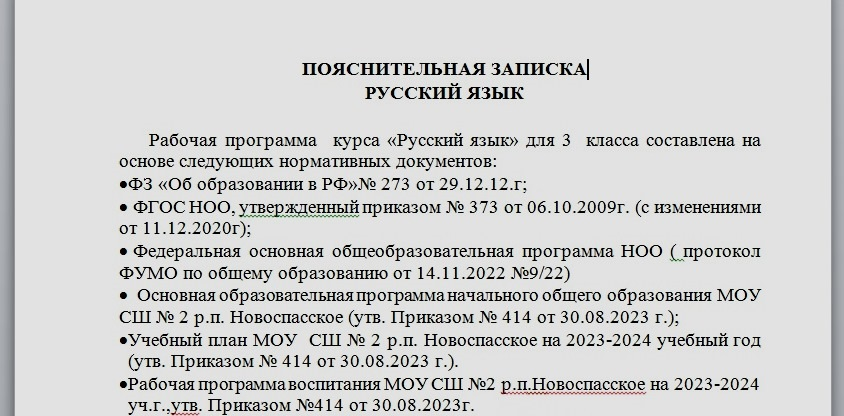 ПОЯСНИТЕЛЬНАЯ ЗАПИСКА
РУССКИЙ ЯЗЫК
Рабочая программа курса «Русский язык» для 3 класса составлена на
основе следующих нормативных документов:
•ФЗ «Об образовании в РФ»№ 273 от 29.12.12.г;
• ФГОС НОО, утвержденный приказом № 373 от 06.10.2009г. (с изменениями
от 11.12.2020г);
• Федеральная основная общеобразовательная программа НОО ( протокол
ФУМО по общему образованию от 14.11.2022 №9/22)
• Основная образовательная программа начального общего образования МОУ
СШ № 2 р.п. Новоспасское (утв. Приказом № 414 от 30.08.2023 г.);
•Учебный план МОУ СШ № 2 р.п. Новоспасское на 2023-2024 учебный год
(утв. Приказом № 414 от 30.08.2023 г.).
•Рабочая программа воспитания МОУ СШ №2 р.п.Новоспасское на 2023-2024
уч.г.,утв. Приказом №414 от 30.08.2023г.